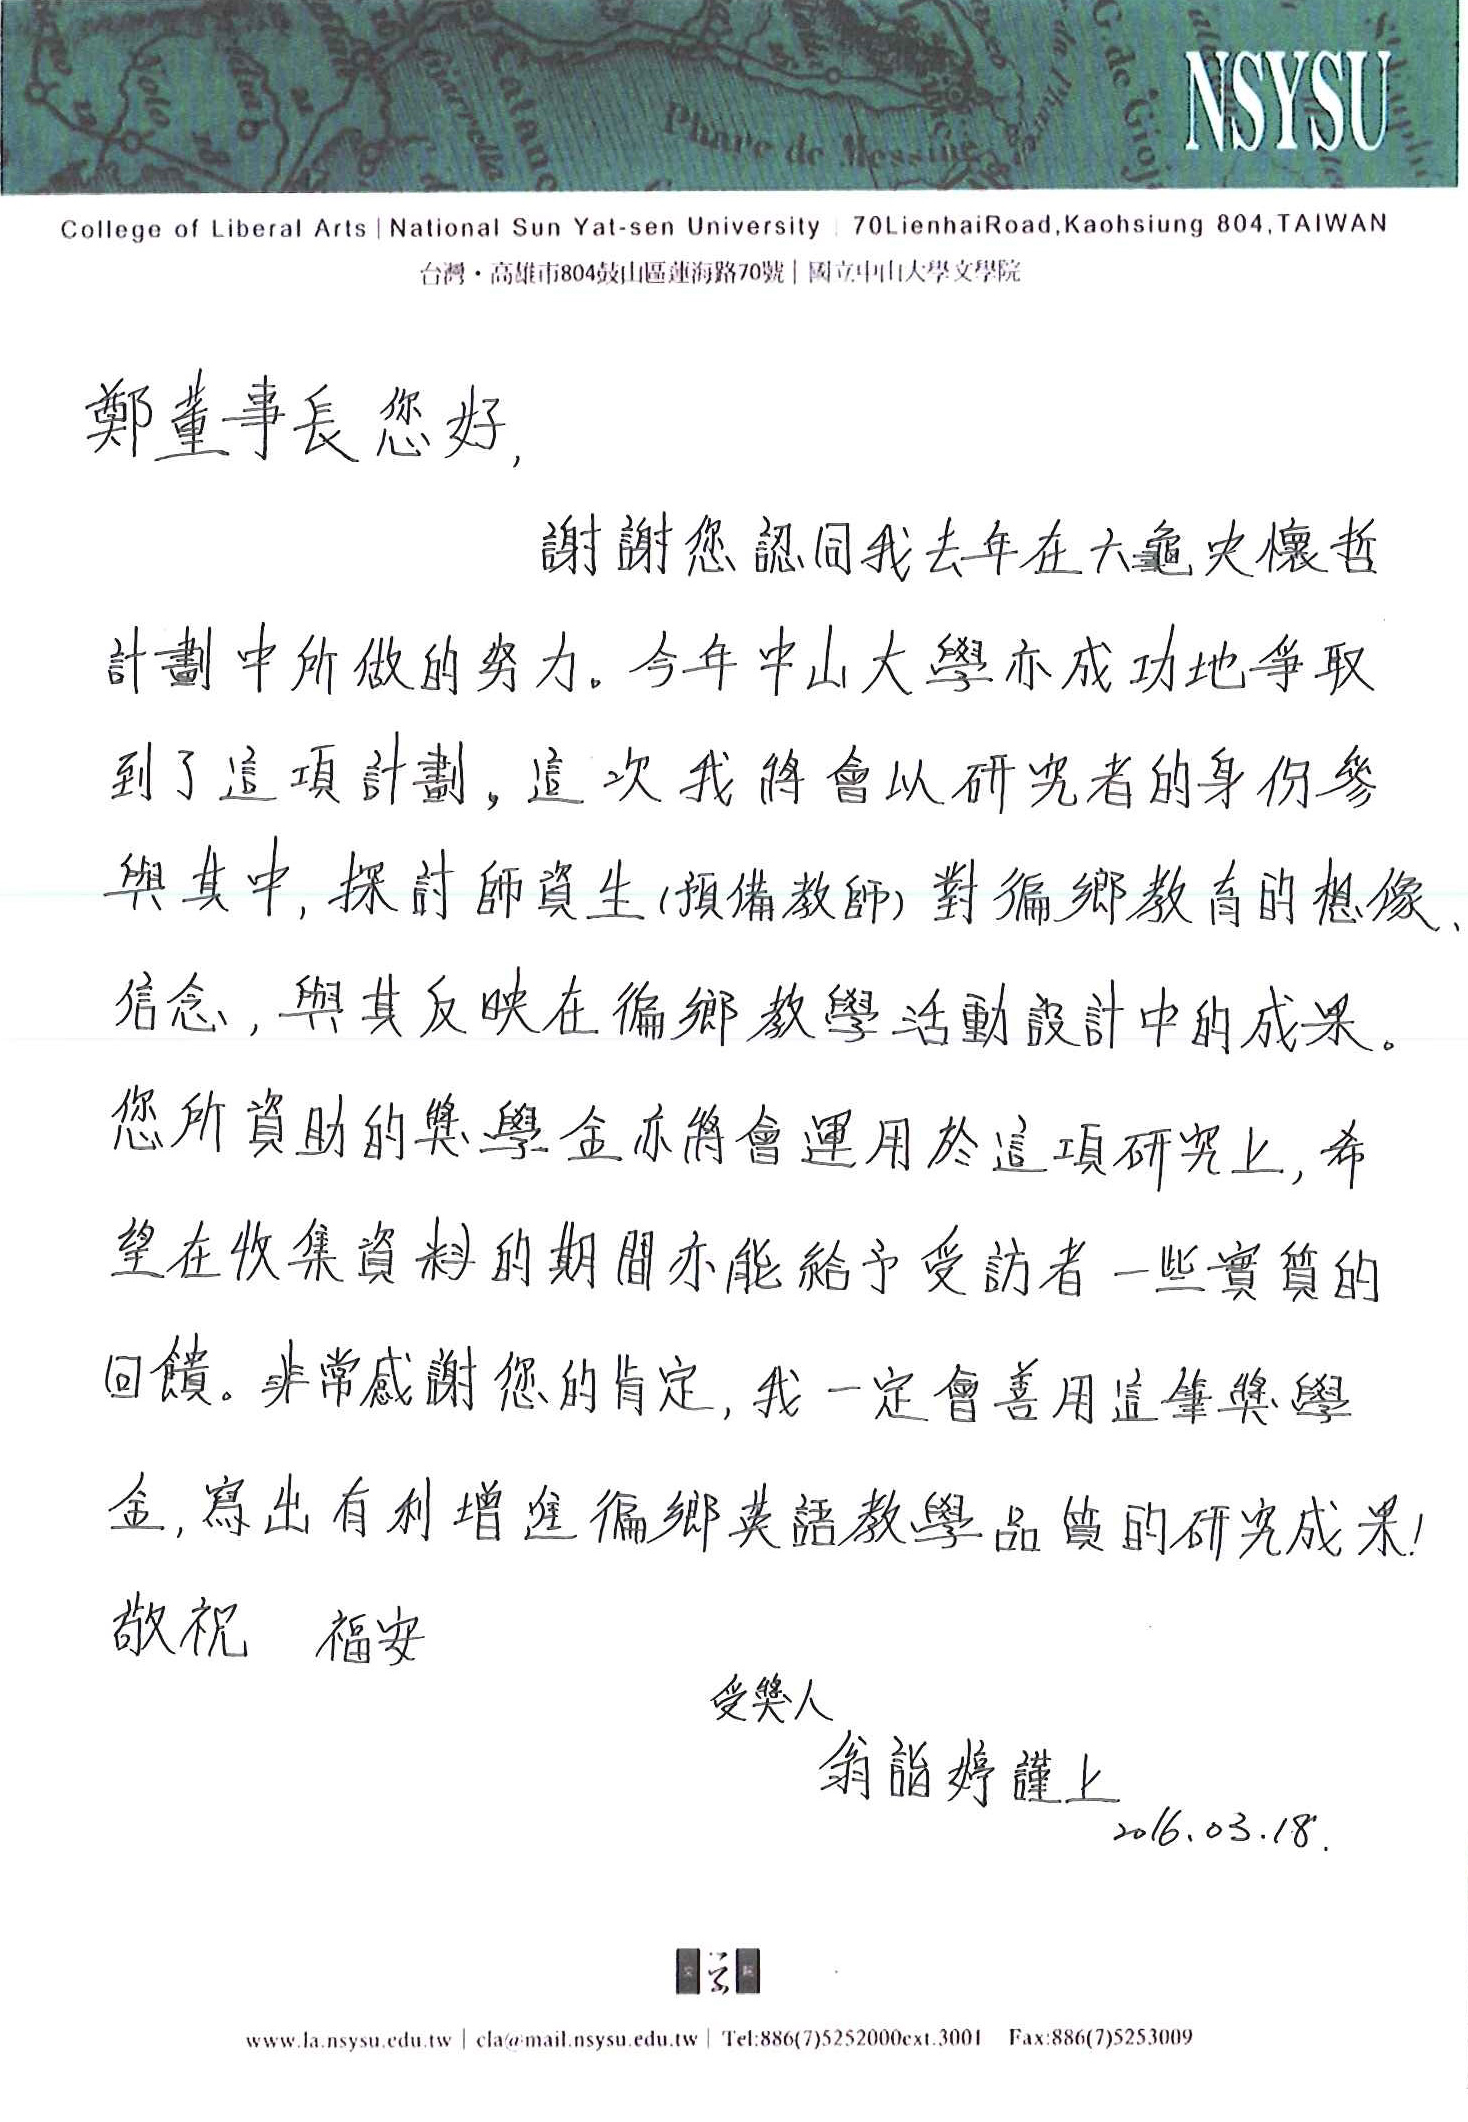 NSYSU
Phare de Messine
College of Liberal Arts | National Sun Yat-sen University | 70LienhaiRoad,Kaohsiung 804,TAIWAN
台灣・高雄市804鼓山區蓮海路70號 | 國立中山大學文學院
鄭董事長您好,
謝謝您認同我去年在六龜史懷哲
計劃中所做的努力。今年中山大學亦成功地爭取
到了這項計劃，這次我將會以研究者的身份參
與其中, 探討師資生(預備教師) 對徧鄉教育的想像、
信念, 與其反映在徧鄉教學活動設計中的成果。
您所資助的獎學金亦將會運用於這項研究上, 希
望在收集資料的期間亦能給予受訪者一些實質的
回饋。非常感謝您的肯定, 我一定會善用這筆獎學
金, 寫出有利增進徧鄉英語教學品質的研究成果!
敬祝 福安
受獎人
翁詣婷謹上
2016.03.18.
www.la.nsysu.edu.tw | cla@mail.nsysu.edu.tw | Tel:886(7)5252000ext.3001 Fax:886(7)5253009